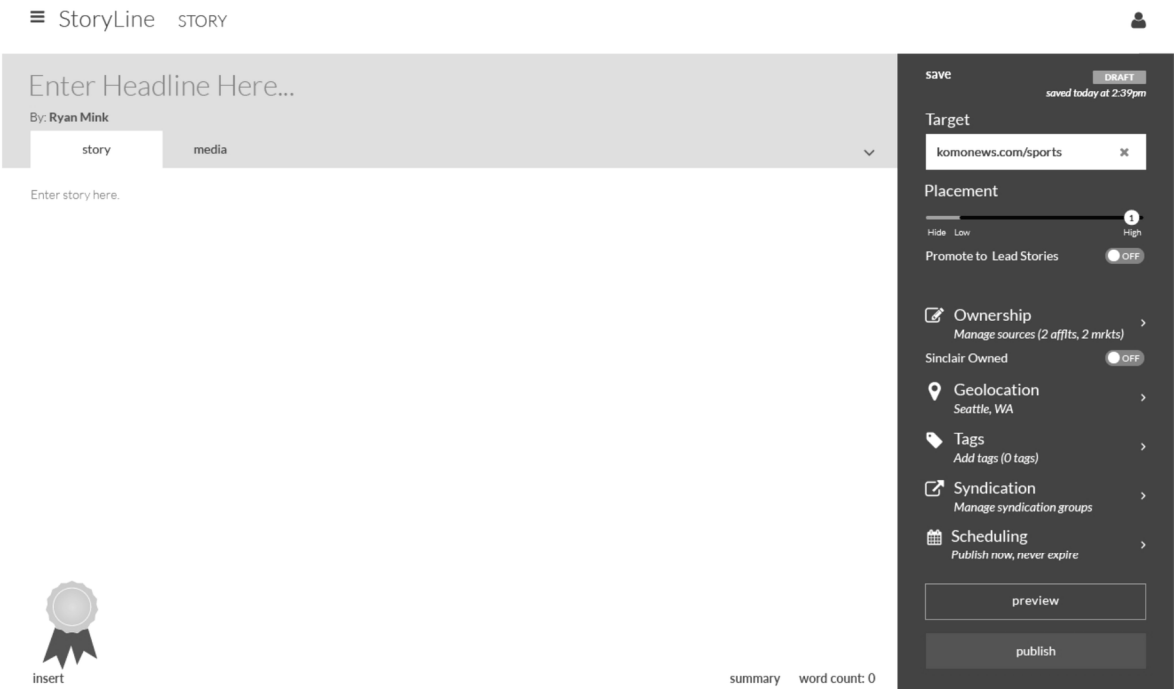 StoryLine STORY
Enter Headline Here...
By: Ryan Mink
story media
Enter story here.
insert
summary word count: 0
save DRAFT
saved today at 2:39pm
Target
komonews.com/sports
Placement
1
Hide Low High
Promote to Lead Stories OFF
Ownership
Manage sources (2 afflts, 2 mrkts)
Sinclair Owned OFF
Geolocation
Seattle, WA
Tags
Add tags (0 tags)
Syndication
Manage syndication groups
Scheduling
Publish now, never expire
preview
publish